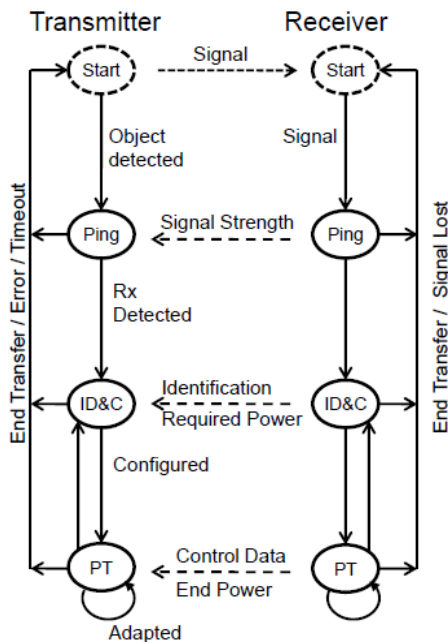 Transmitter
Receiver
Start
Signal
Start
Object
detected
Signal
Ping
Signal Strength
Ping
Rx
Detected
End Transfer / Error / Timeout
End Transfer / Signal Lost
ID&C
Identification
Required Power
ID&C
Configured
PT
Control Data
End Power
PT
Adapted